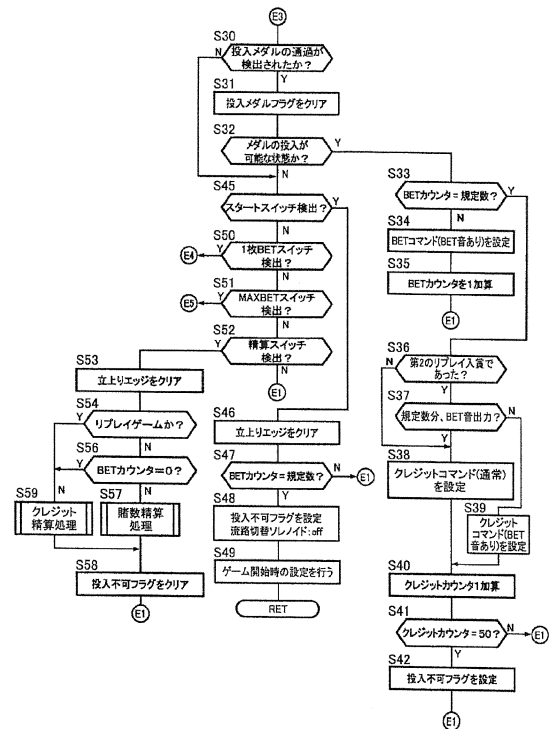 E3
S30
投入メダルの通過が
検出されたか？
N
Y
S31
投入メダルフラグをクリア
S32
メダルの投入が
可能な状態か？
Y
N
S33
BETカウンタ＝規定数？
Y
N
S34
BETコマンド(BET音あり)を設定
S35
BETカウンタを1加算
E1
S45
スタートスイッチ検出？
Y
N
S50
1枚BETスイッチ
検出？
Y
E4
N
S51
MAXBETスイッチ
検出？
Y
E5
N
S52
精算スイッチ
検出？
Y
N
E1
S53
立上りエッジをクリア
S54
リプレイゲームか？
Y
N
S56
BETカウンタ＝0？
Y
N
S59
クレジット
精算処理
N
S57
賭数精算
処理
S58
投入不可フラグをクリア
E1
S46
立上りエッジをクリア
S47
BETカウンタ＝規定数？
N
E1
Y
S48
投入不可フラグを設定
流路切替ソレノイド:off
S49
ゲーム開始時の設定を行う
RET
S36
第2のリプレイ入賞で
あった？
N
Y
S37
規定数分、BET音出力？
N
Y
S38
クレジットコマンド(通常)
を設定
S39
クレジット
コマンド(BET
音あり)を設定
S40
クレジットカウンタ1加算
S41
クレジットカウンタ＝50？
N
E1
Y
S42
投入不可フラグを設定
E1